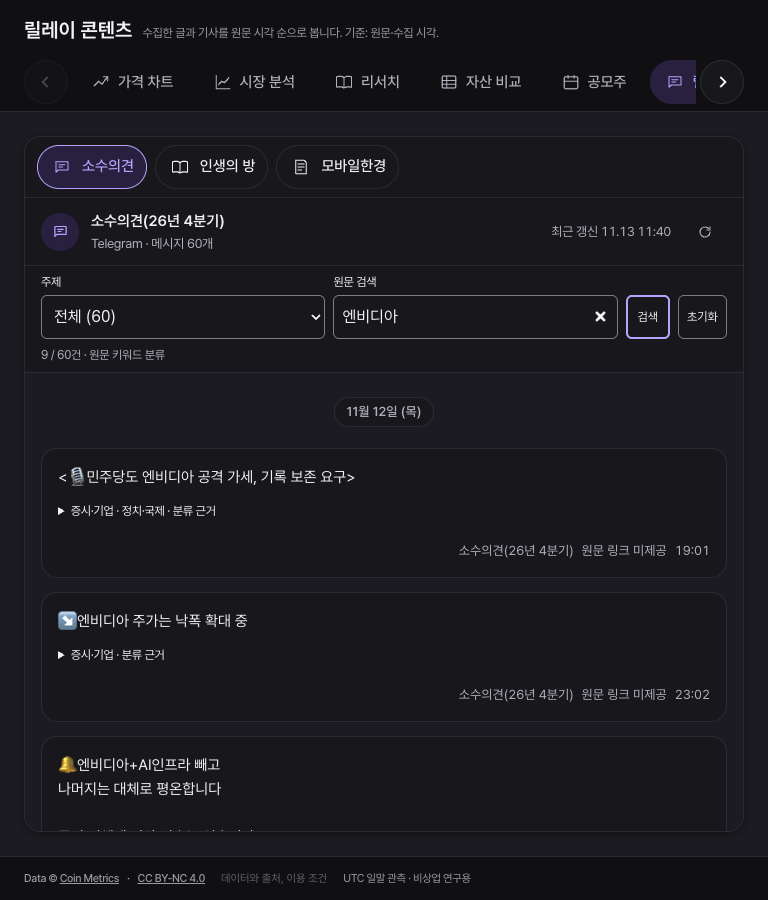 릴레이 콘텐츠 수집한 글과 기사를 원문 시각 순으로 봅니다. 기준: 원문·수집 시각.
가격 차트 시장 분석 리서치 자산 비교 공모주
소수의견 인생의 방 모바일한경
소수의견(26년 4분기)
Telegram · 메시지 60개
최근 갱신 11.13 11:40
주제 원문 검색
전체 (60) 엔비디아 검색 초기화
9 / 60건 · 원문 키워드 분류
11월 12일 (목)
<🎙️민주당도 엔비디아 공격 가세, 기록 보존 요구>
▶ 증시·기업 · 정치·국제 · 분류 근거
소수의견(26년 4분기) 원문 링크 미제공 19:01
↘️엔비디아 주가는 낙폭 확대 중
▶ 증시·기업 · 분류 근거
소수의견(26년 4분기) 원문 링크 미제공 23:02
🔔엔비디아+AI인프라 빼고
나머지는 대체로 평온합니다
Data © Coin Metrics · CC BY-NC 4.0 데이터와 출처, 이용 조건 UTC 일말 관측 · 비상업 연구용